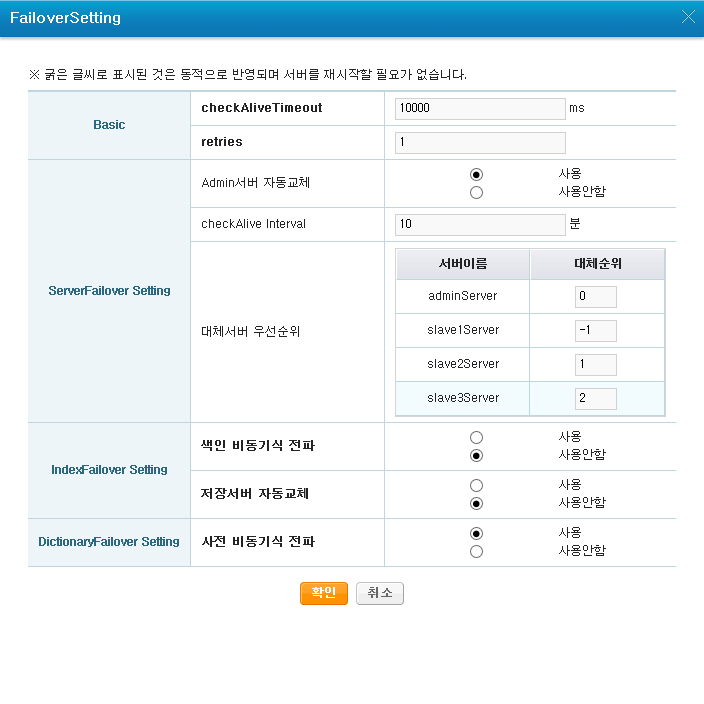 FailoverSetting
※ 굵은 글씨로 표시된 것은 동적으로 반영되며 서버를 재시작할 필요가 없습니다.
Basic
checkAliveTimeout
10000 ms
retries
1
ServerFailover Setting
Admin서버 자동교체
사용
사용안함
checkAlive Interval
10 분
대체서버 우선순위
서버이름 대체순위
adminServer 0
slave1Server -1
slave2Server 1
slave3Server 2
IndexFailover Setting
색인 비동기식 전파
사용
사용안함
저장서버 자동교체
사용
사용안함
DictionaryFailover Setting
사전 비동기식 전파
사용
사용안함
확인 취소